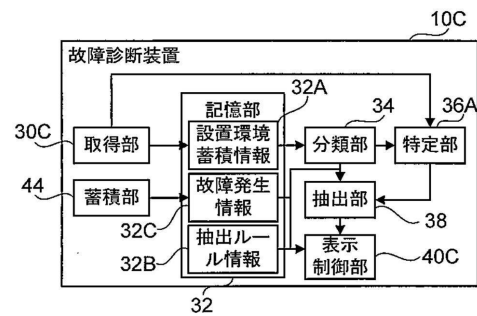 10C
故障診断装置
記憶部
32A
34
36A
30C
取得部
設置環境
蓄積情報
分類部
特定部
44
蓄積部
故障発生
情報
抽出部
38
32C
抽出ルー
ル情報
表示
制御部
40C
32B
32